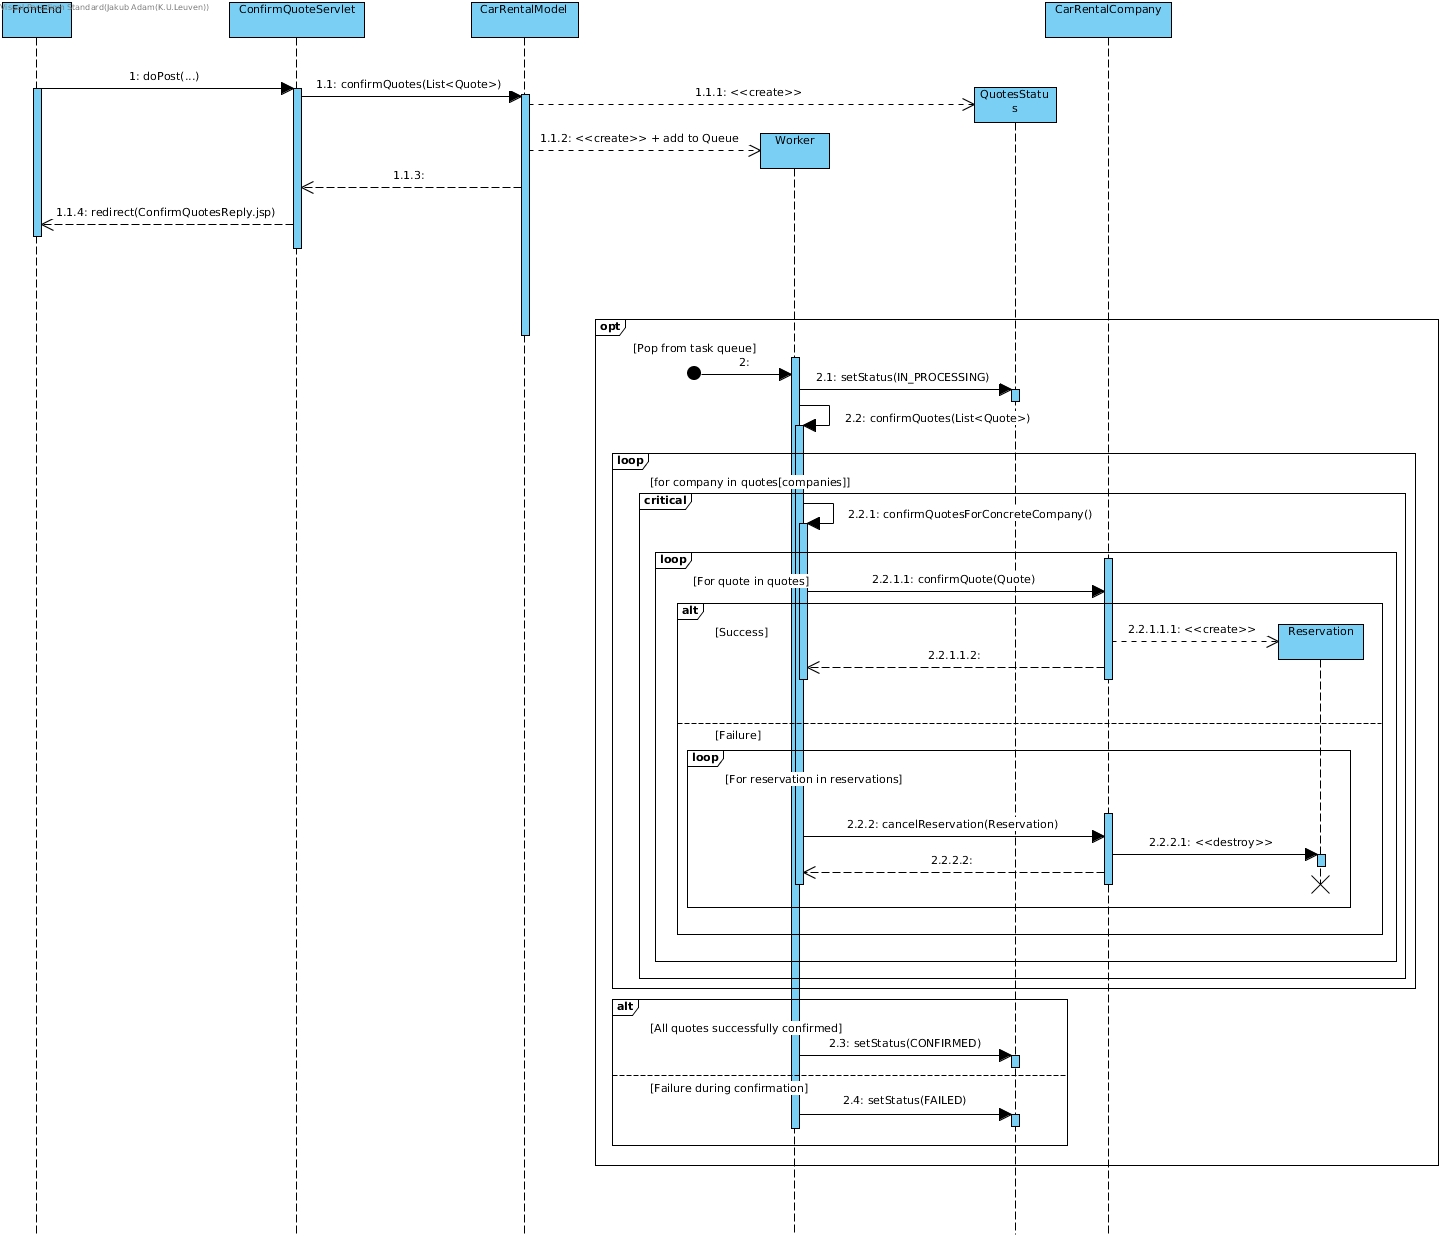 Standard(Jakub Adam(K.U.Leuven))
FrontEnd
ConfirmQuoteServlet
CarRentalModel
CarRentalCompany
1: doPost(...)
1.1: confirmQuotes(List<Quote>)
1.1.1: <<create>>
QuotesStatu
s
1.1.2: <<create>> + add to Queue
Worker
1.1.3:
1.1.4: redirect(ConfirmQuotesReply.jsp)
opt
[Pop from task queue]
2:
2.1: setStatus(IN_PROCESSING)
2.2: confirmQuotes(List<Quote>)
loop
[for company in quotes[companies]]
critical
2.2.1: confirmQuotesForConcreteCompany()
loop
[For quote in quotes]
2.2.1.1: confirmQuote(Quote)
alt
[Success]
2.2.1.1.1: <<create>>
Reservation
2.2.1.1.2:
[Failure]
loop
[For reservation in reservations]
2.2.2: cancelReservation(Reservation)
2.2.2.1: <<destroy>>
2.2.2.2:
alt
[All quotes successfully confirmed]
2.3: setStatus(CONFIRMED)
[Failure during confirmation]
2.4: setStatus(FAILED)